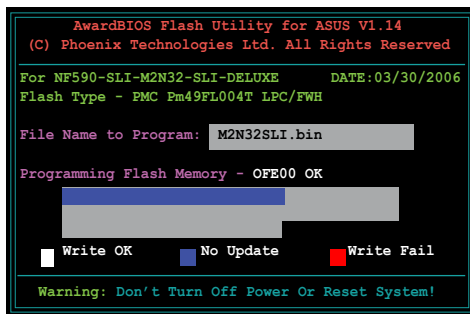 AwardBIOS Flash Utility for ASUS V1.14
(C) Phoenix Technologies Ltd. All Rights Reserved
For NF590-SLI-M2N32-SLI-DELUXE DATE:03/30/2006
Flash Type - PMC Pm49FL004T LPC/FWH
File Name to Program: M2N32SLI.bin
Programming Flash Memory - OFE00 OK
Write OK No Update Write Fail
Warning: Don't Turn Off Power Or Reset System!